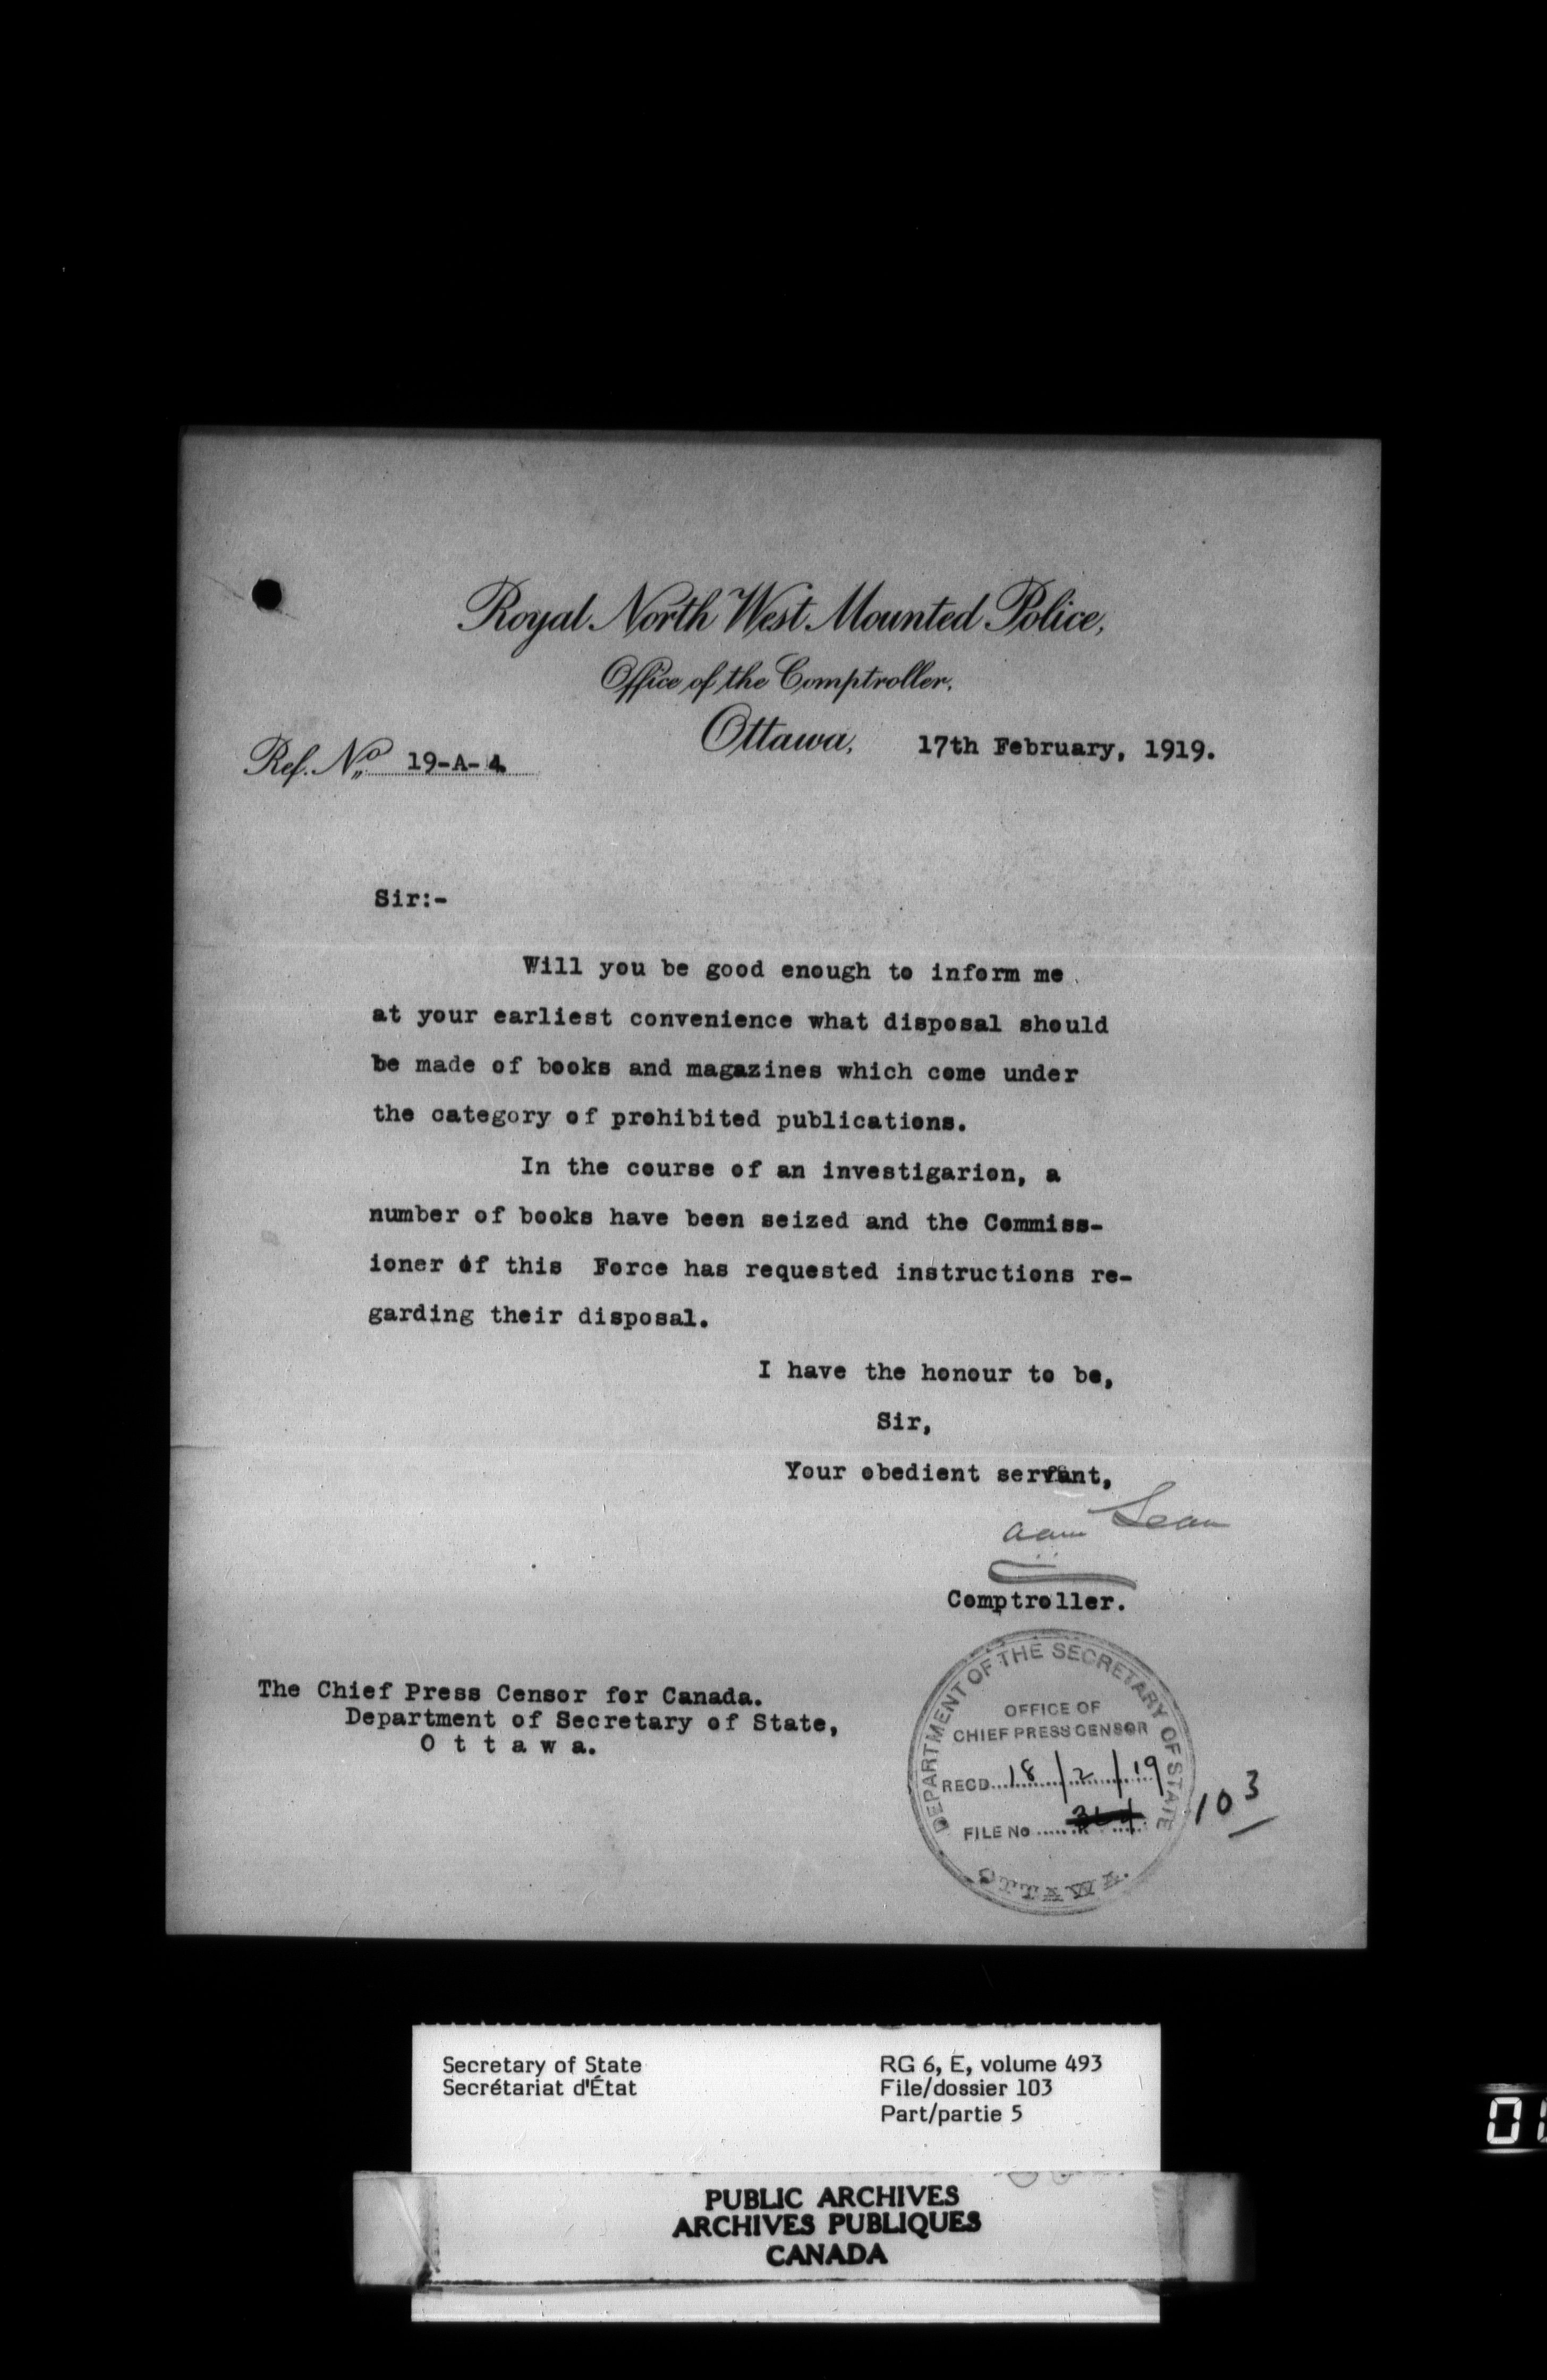 Royal North West Mounted Police,
Office of the Comptroller,
Ottawa, 17th February, 1919.
Ref. No. 19-A-4
Sir:-
Will you be good enough to inform me
at your earliest convenience what disposal should
be made of books and magazines which come under
the category of prohibited publications.
In the course of an investigarion, a
number of books have been seized and the Commiss-
ioner of this Force has requested instructions re-
garding their disposal.
I have the honour to be,
Sir,
Your obedient servant,
Comptroller.
The Chief Press Censor for Canada.
Department of Secretary of State,
O t t a w a.
DEPARTMENT OF THE SECRETARY OF STATE
OFFICE OF
CHIEF PRESS CENSOR
RECD. 18/2/19
FILE No
103
OTTAWA.
Secretary of State
Secrétariat d'État
RG 6, E, volume 493
File/dossier 103
Part/partie 5
PUBLIC ARCHIVES
ARCHIVES PUBLIQUES
CANADA